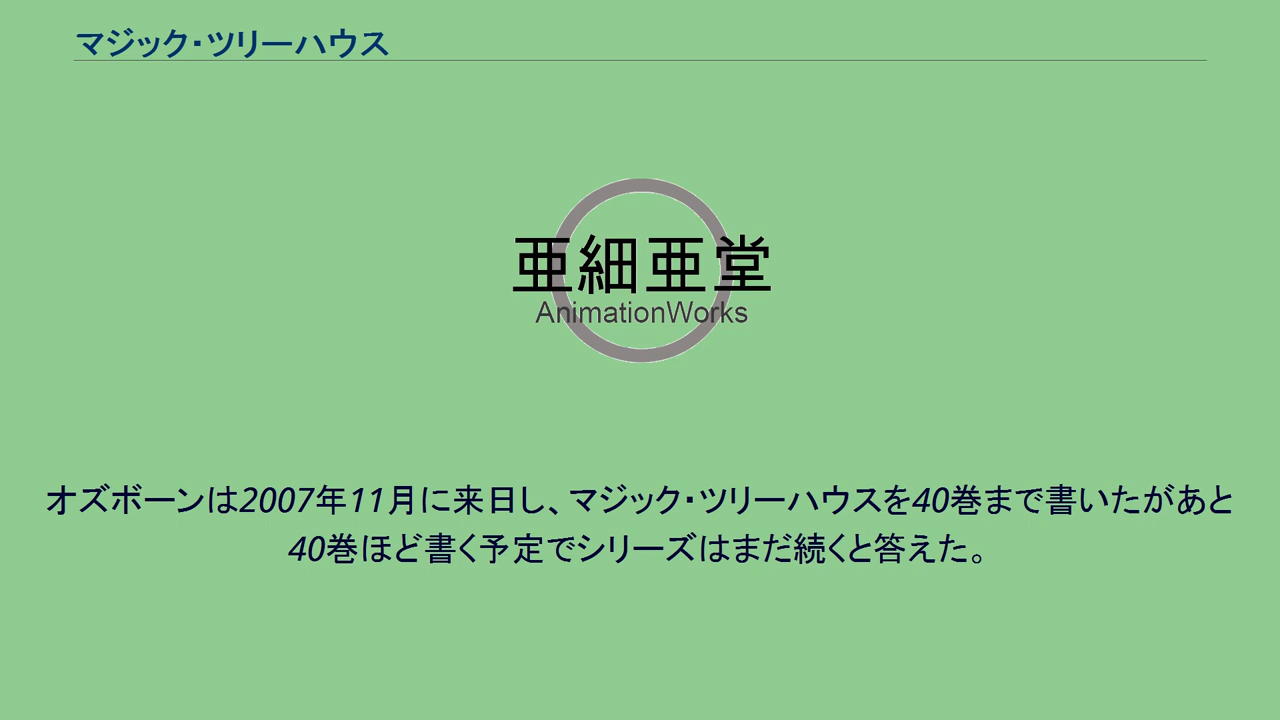 マジック・ツリーハウス
亜細亜堂
AnimationWorks
オズボーンは2007年11月に来日し、マジック・ツリーハウスを40巻まで書いたがあと
40巻ほど書く予定でシリーズはまだ続くと答えた。